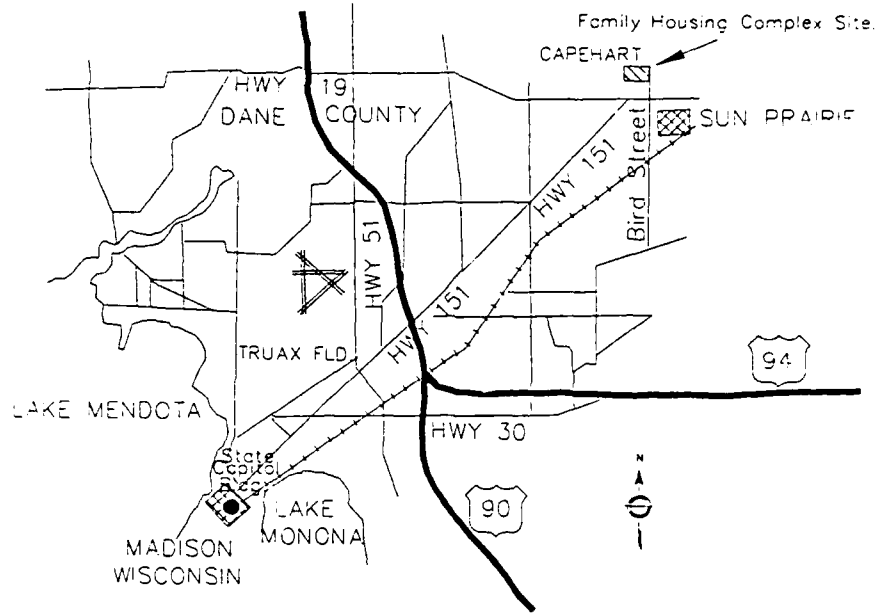 Family Housing Complex Site
CAPEHART
HWY 19
DANE COUNTY
SUN PRAIRIE
Bird Street
HWY 151
HWY 51
HWY 151
TRUAX FLD
94
LAKE MENDOTA
HWY 30
State
Capitol
Bldg
LAKE
MONONA
90
N
MADISON
WISCONSIN